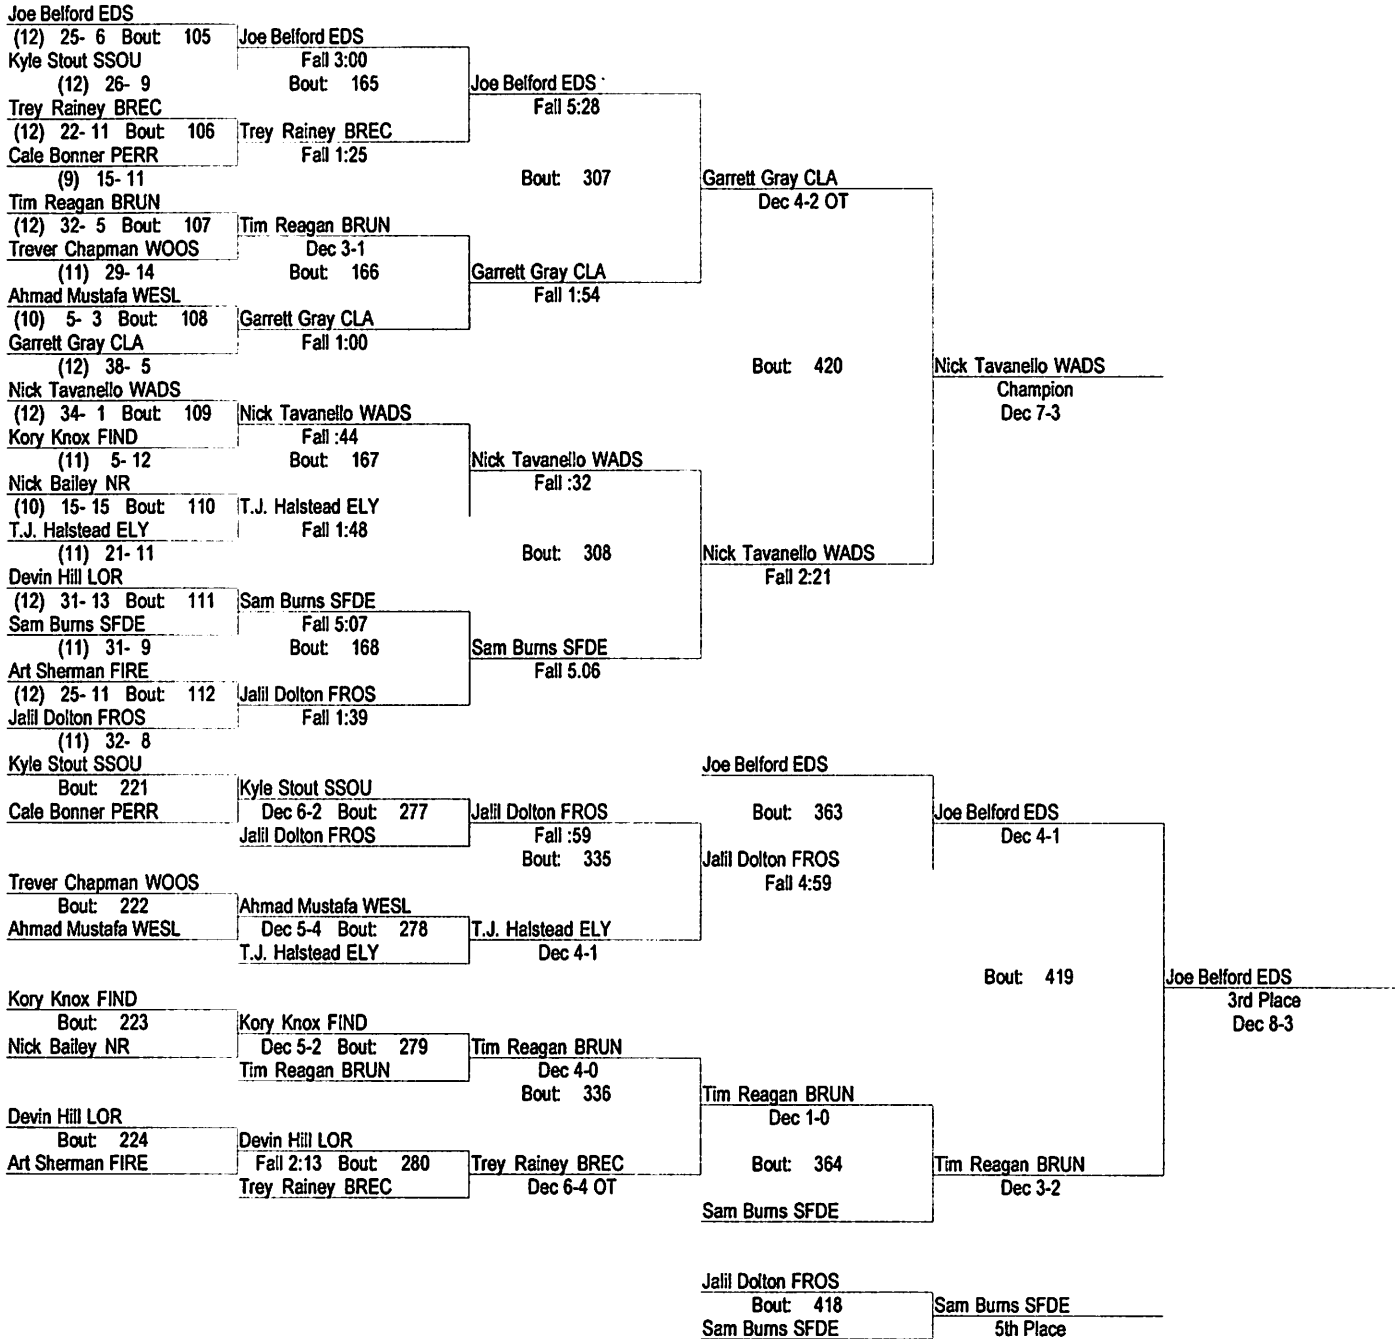 Joe Belford EDS
(12) 25- 6 Bout: 105
Kyle Stout SSOU
(12) 26- 9
Trey Rainey BREC
(12) 22- 11 Bout: 106
Cale Bonner PERR
(9) 15- 11
Tim Reagan BRUN
(12) 32- 5 Bout: 107
Trever Chapman WOOS
(11) 29- 14
Ahmad Mustafa WESL
(10) 5- 3 Bout: 108
Garrett Gray CLA
(12) 38- 5
Nick Tavanello WADS
(12) 34- 1 Bout: 109
Kory Knox FIND
(11) 5- 12
Nick Bailey NR
(10) 15- 15 Bout: 110
T.J. Halstead ELY
(11) 21- 11
Devin Hill LOR
(12) 31- 13 Bout: 111
Sam Burns SFDE
(11) 31- 9
Art Sherman FIRE
(12) 25- 11 Bout: 112
Jalil Dolton FROS
(11) 32- 8
Joe Belford EDS
Fall 3:00
Bout: 165
Trey Rainey BREC
Fall 1:25
Tim Reagan BRUN
Dec 3-1
Bout: 166
Garrett Gray CLA
Fall 1:00
Nick Tavanello WADS
Fall :44
Bout: 167
T.J. Halstead ELY
Fall 1:48
Sam Burns SFDE
Fall 5:07
Bout: 168
Jalil Dolton FROS
Fall 1:39
Joe Belford EDS
Fall 5:28
Bout: 307
Garrett Gray CLA
Fall 1:54
Nick Tavanello WADS
Fall :32
Bout: 308
Sam Burns SFDE
Fall 5.06
Garrett Gray CLA
Dec 4-2 OT
Bout: 420
Nick Tavanello WADS
Fall 2:21
Nick Tavanello WADS
Champion
Dec 7-3
Kyle Stout SSOU
Bout: 221
Cale Bonner PERR
Trever Chapman WOOS
Bout: 222
Ahmad Mustafa WESL
Kory Knox FIND
Bout: 223
Nick Bailey NR
Devin Hill LOR
Bout: 224
Art Sherman FIRE
Kyle Stout SSOU
Dec 6-2 Bout: 277
Jalil Dolton FROS
Ahmad Mustafa WESL
Dec 5-4 Bout: 278
T.J. Halstead ELY
Kory Knox FIND
Dec 5-2 Bout: 279
Tim Reagan BRUN
Devin Hill LOR
Fall 2:13 Bout: 280
Trey Rainey BREC
Jalil Dolton FROS
Fall :59
Bout: 335
T.J. Halstead ELY
Dec 4-1
Tim Reagan BRUN
Dec 4-0
Bout: 336
Trey Rainey BREC
Dec 6-4 OT
Joe Belford EDS
Bout: 363
Jalil Dolton FROS
Fall 4:59
Tim Reagan BRUN
Dec 1-0
Bout: 364
Sam Burns SFDE
Joe Belford EDS
Dec 4-1
Bout: 419
Tim Reagan BRUN
Dec 3-2
Joe Belford EDS
3rd Place
Dec 8-3
Jalil Dolton FROS
Bout: 418
Sam Burns SFDE
Sam Burns SFDE
5th Place